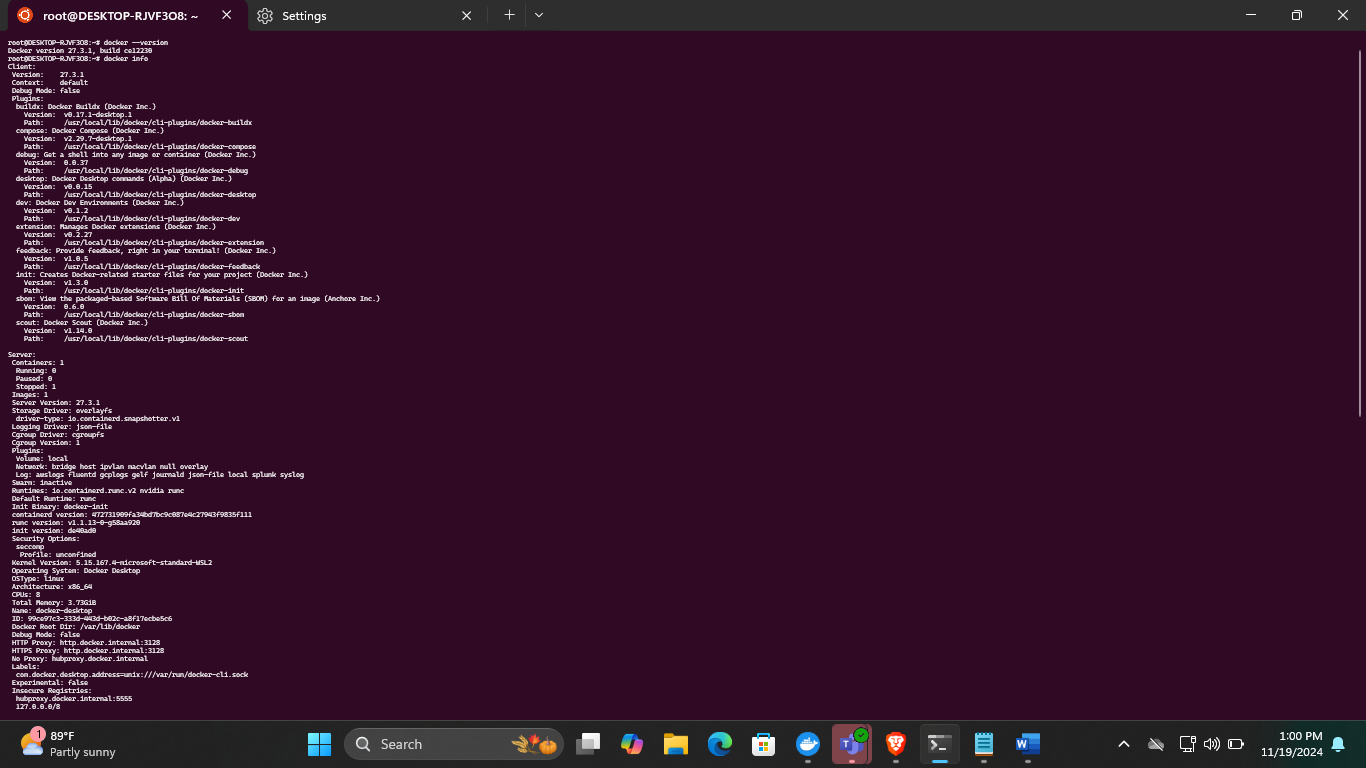 root@DESKTOP-RJVF3O8: ~
Settings
root@DESKTOP-RJVF3O8:~# docker --version
Docker version 27.3.1, build ce12230
root@DESKTOP-RJVF3O8:~# docker info
Client:
Version:    27.3.1
Context:    default
Debug Mode: false
Plugins:
buildx: Docker Buildx (Docker Inc.)
Version:  v0.17.1-desktop.1
Path:     /usr/local/lib/docker/cli-plugins/docker-buildx
compose: Docker Compose (Docker Inc.)
Version:  v2.29.7-desktop.1
Path:     /usr/local/lib/docker/cli-plugins/docker-compose
debug: Get a shell into any image or container (Docker Inc.)
Version:  0.0.37
Path:     /usr/local/lib/docker/cli-plugins/docker-debug
desktop: Docker Desktop commands (Alpha) (Docker Inc.)
Version:  v0.0.15
Path:     /usr/local/lib/docker/cli-plugins/docker-desktop
dev: Docker Dev Environments (Docker Inc.)
Version:  v0.1.2
Path:     /usr/local/lib/docker/cli-plugins/docker-dev
extension: Manages Docker extensions (Docker Inc.)
Version:  v0.2.27
Path:     /usr/local/lib/docker/cli-plugins/docker-extension
feedback: Provide feedback, right in your terminal! (Docker Inc.)
Version:  v1.0.5
Path:     /usr/local/lib/docker/cli-plugins/docker-feedback
init: Creates Docker-related starter files for your project (Docker Inc.)
Version:  v1.3.0
Path:     /usr/local/lib/docker/cli-plugins/docker-init
sbom: View the packaged-based Software Bill Of Materials (SBOM) for an image (Anchore Inc.)
Version:  0.6.0
Path:     /usr/local/lib/docker/cli-plugins/docker-sbom
scout: Docker Scout (Docker Inc.)
Version:  v1.14.0
Path:     /usr/local/lib/docker/cli-plugins/docker-scout
Server:
Containers: 1
Running: 0
Paused: 0
Stopped: 1
Images: 1
Server Version: 27.3.1
Storage Driver: overlayfs
driver-type: io.containerd.snapshotter.v1
Logging Driver: json-file
Cgroup Driver: cgroupfs
Cgroup Version: 1
Plugins:
Volume: local
Network: bridge host ipvlan macvlan null overlay
Log: awslogs fluentd gcplogs gelf journald json-file local splunk syslog
Swarm: inactive
Runtimes: io.containerd.runc.v2 nvidia runc
Default Runtime: runc
Init Binary: docker-init
containerd version: 472731909fa34bd7bc9c087e4c27943f9835f111
runc version: v1.1.13-0-g58aa920
init version: de40ad0
Security Options:
seccomp
Profile: unconfined
Kernel Version: 5.15.167.4-microsoft-standard-WSL2
Operating System: Docker Desktop
OSType: linux
Architecture: x86_64
CPUs: 8
Total Memory: 3.73GiB
Name: docker-desktop
ID: 99ce97c3-333d-443d-b02c-a8f17ecbe5c6
Docker Root Dir: /var/lib/docker
Debug Mode: false
HTTP Proxy: http.docker.internal:3128
HTTPS Proxy: http.docker.internal:3128
No Proxy: hubproxy.docker.internal
Labels:
com.docker.desktop.address=unix:///var/run/docker-cli.sock
Experimental: false
Insecure Registries:
hubproxy.docker.internal:5555
127.0.0.0/8
1
89°F
Partly sunny
Search
1:00 PM
11/19/2024